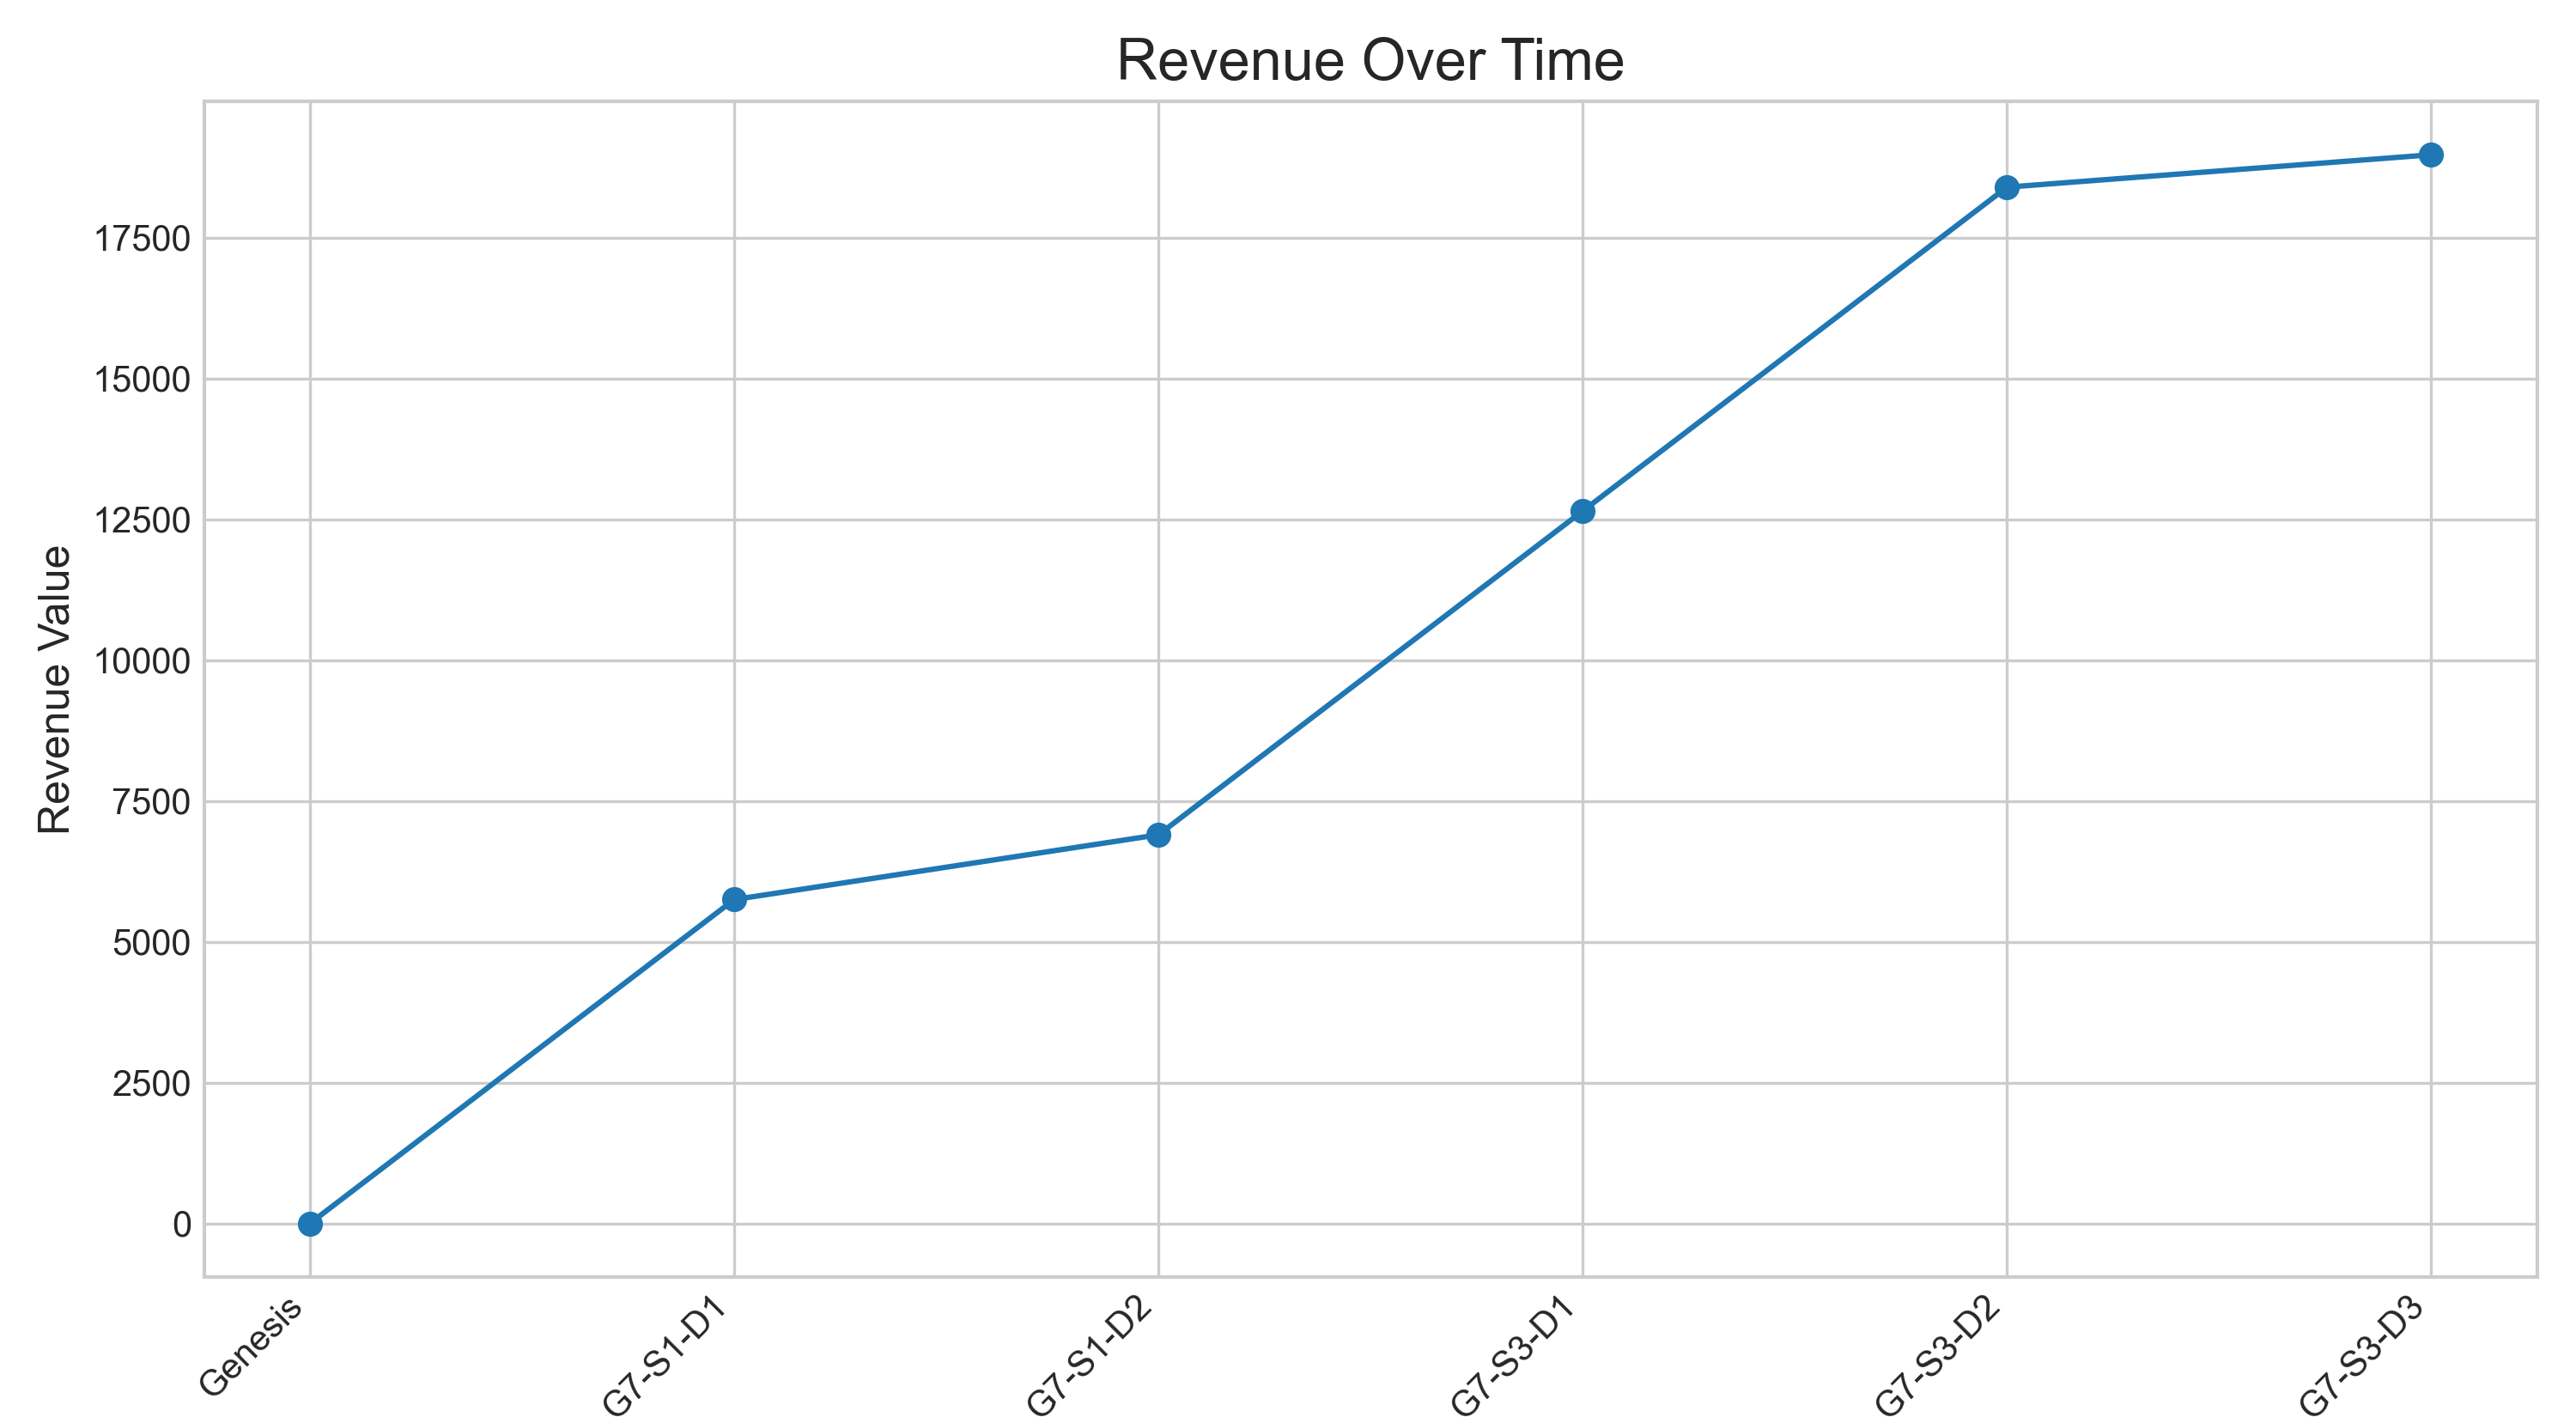 Revenue Over Time
Revenue Value
17500
15000
12500
10000
7500
5000
2500
0
Genesis
G7-S1-D1
G7-S1-D2
G7-S3-D1
G7-S3-D2
G7-S3-D3